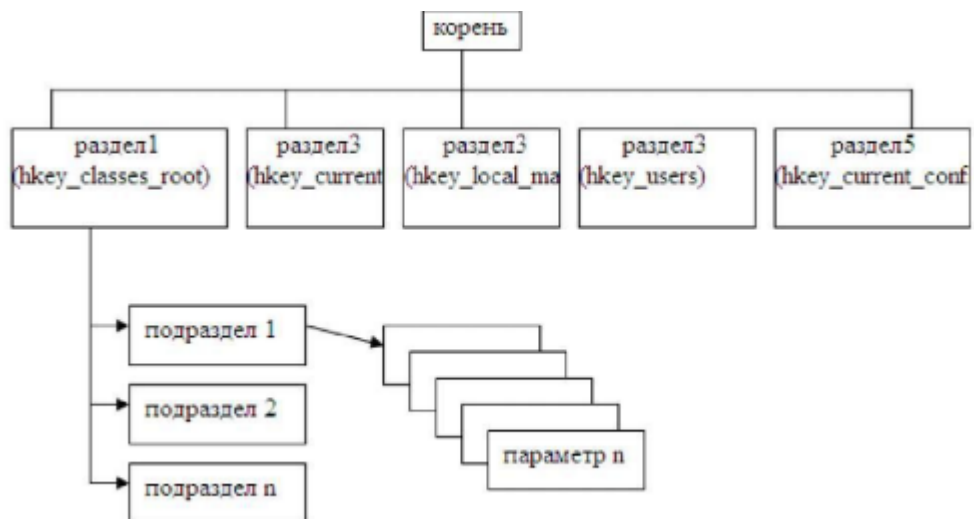 корень
раздел1
(hkey_classes_root)
раздел3
(hkey_current
раздел3
(hkey_local_ma
раздел3
(hkey_users)
раздел5
(hkey_current_conf
подраздел 1
подраздел 2
подраздел n
параметр n